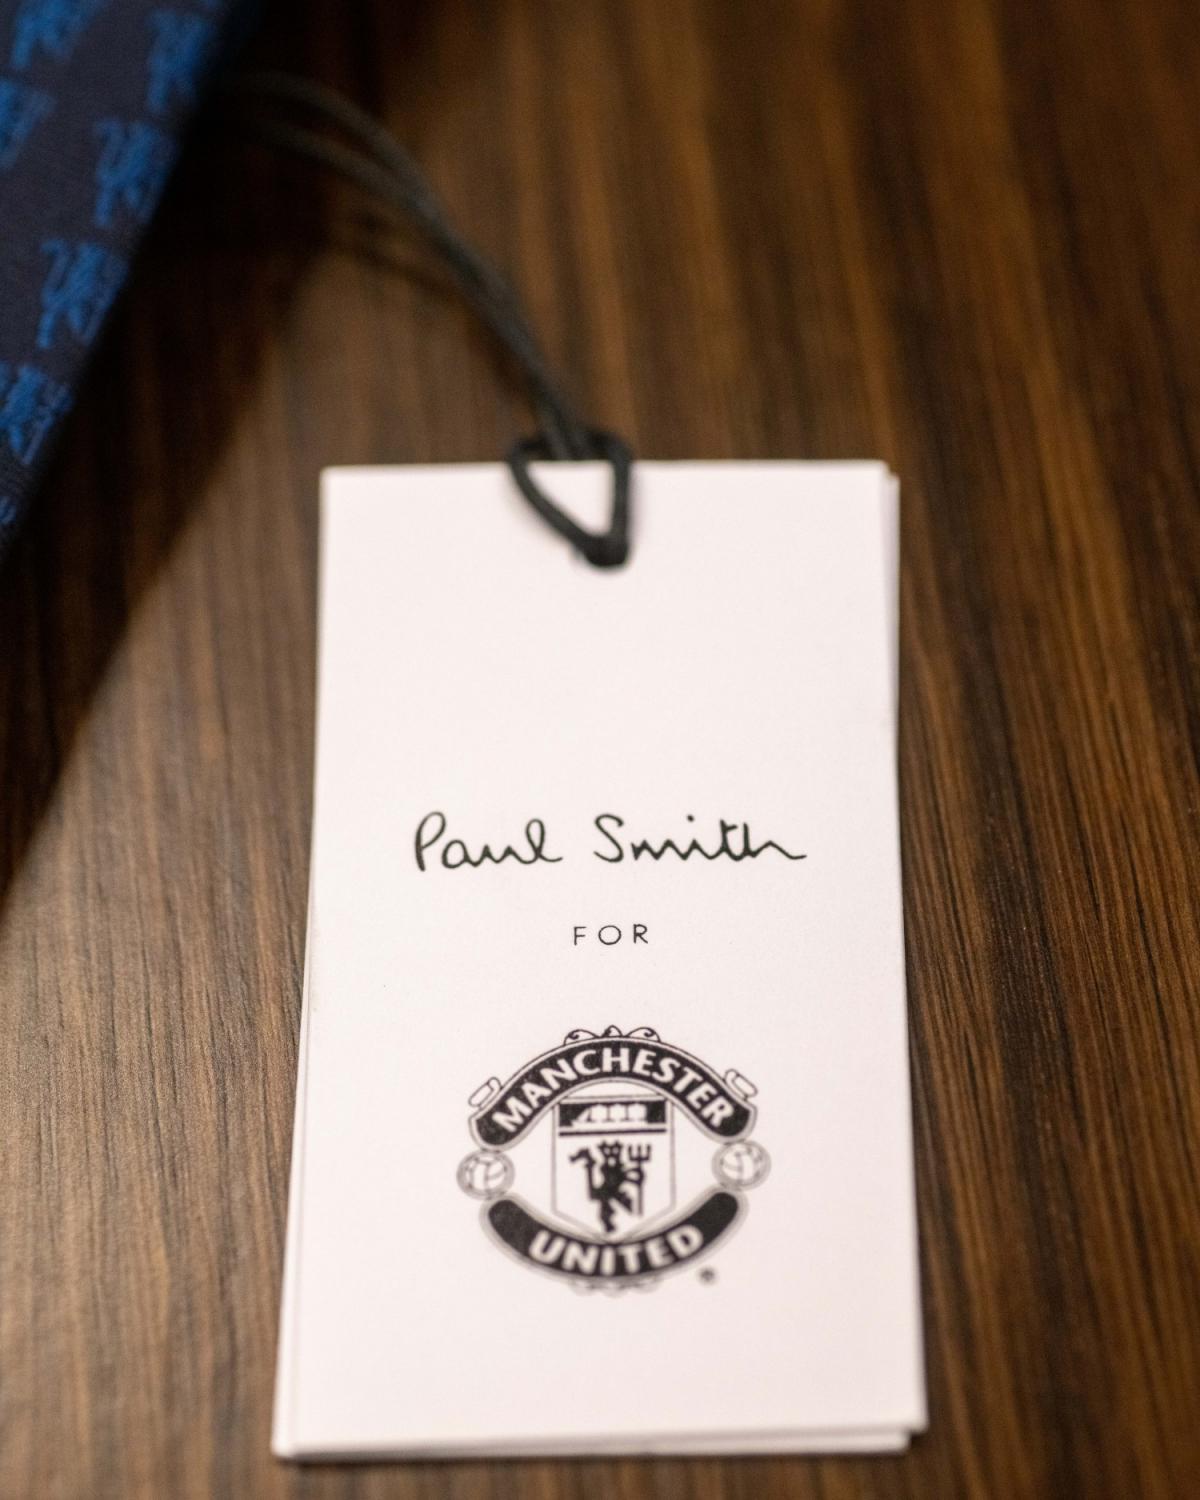 Paul Smith
FOR
MANCHESTER
UNITED